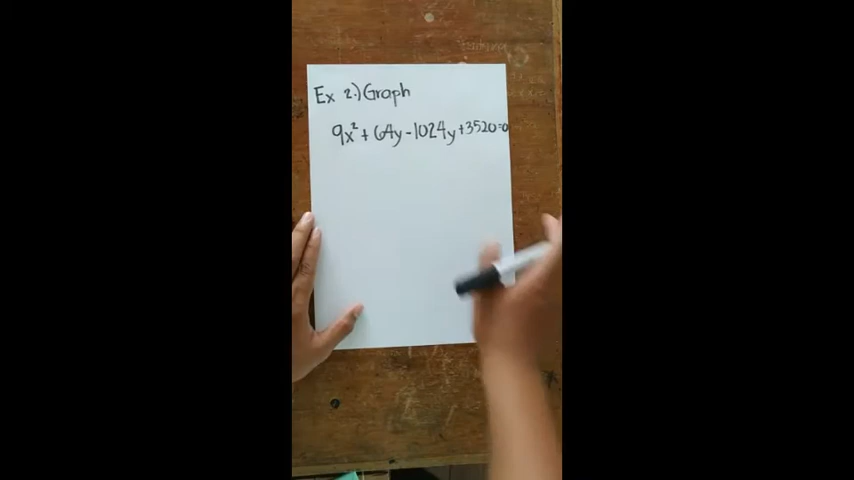 Ex 2.) Graph
9x² + 64y - 1024y + 3520 = 0